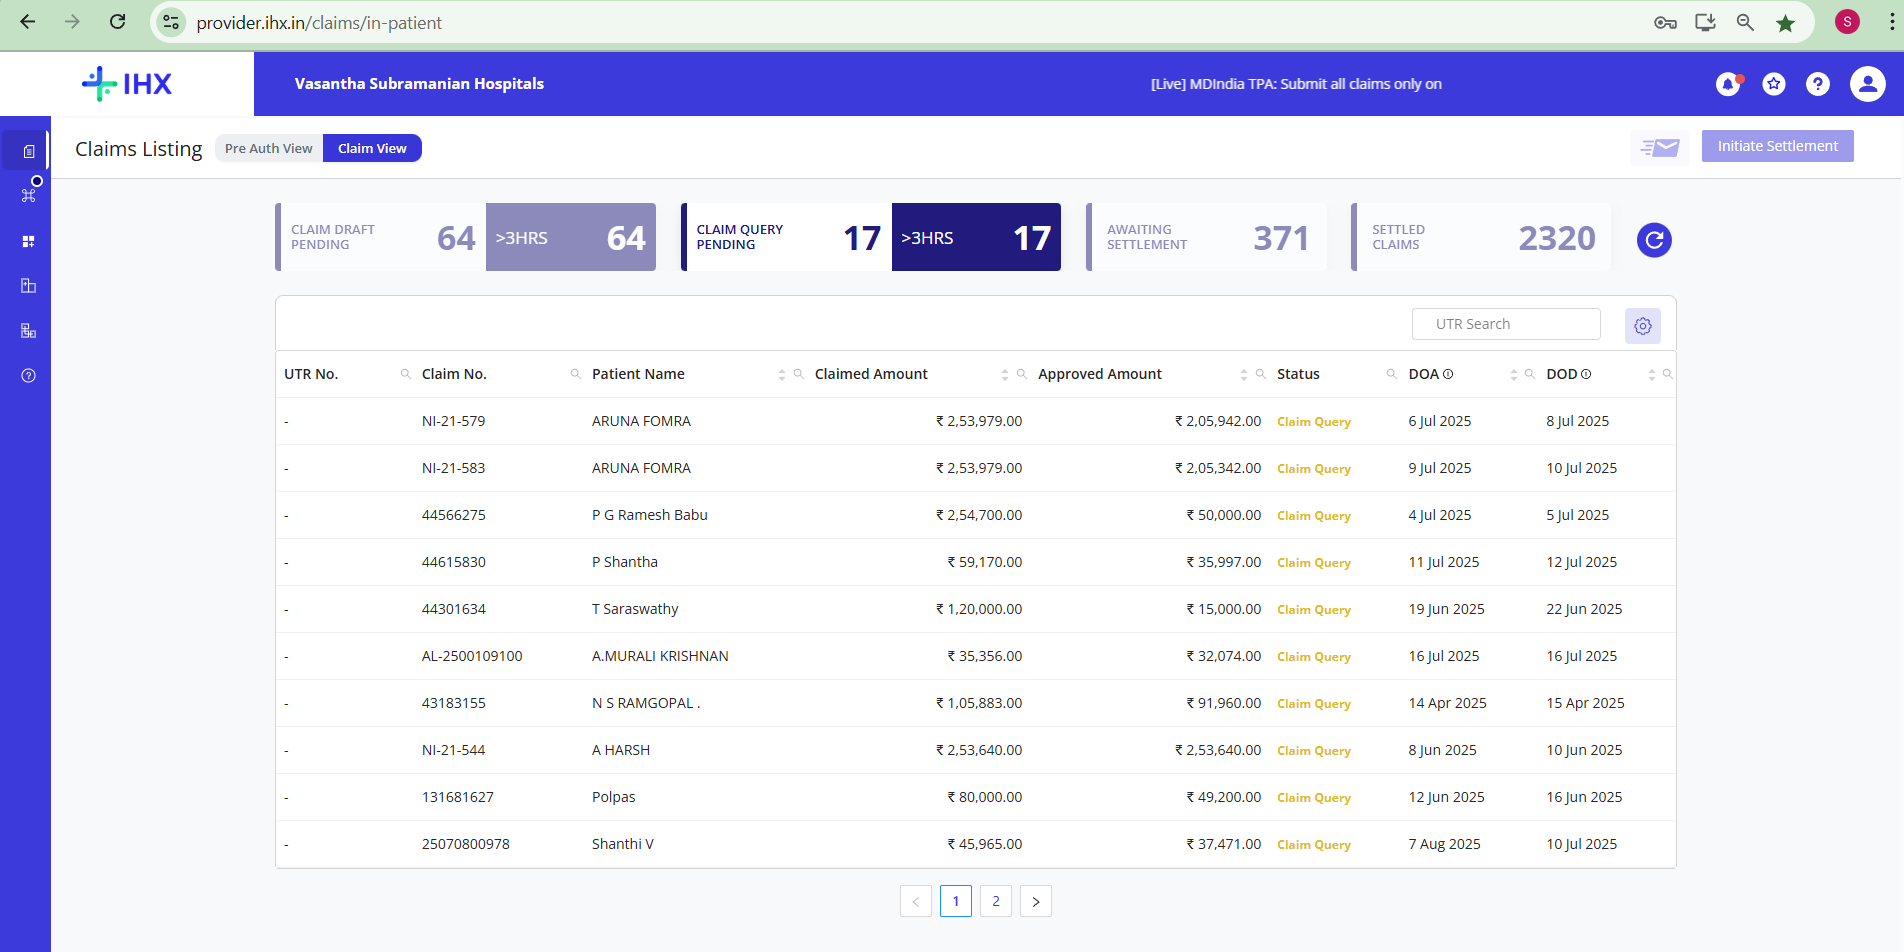 provider.ihx.in/claims/in-patient
S
IHX
Vasantha Subramanian Hospitals
[Live] MDIndia TPA: Submit all claims only on
Claims Listing
Pre Auth View
Claim View
Initiate Settlement
CLAIM DRAFT PENDING 64 >3HRS 64
CLAIM QUERY PENDING 17 >3HRS 17
AWAITING SETTLEMENT 371
SETTLED CLAIMS 2320
UTR Search
UTR No. Claim No. Patient Name Claimed Amount Approved Amount Status DOA DOD
- NI-21-579 ARUNA FOMRA ₹ 2,53,979.00 ₹ 2,05,942.00 Claim Query 6 Jul 2025 8 Jul 2025
- NI-21-583 ARUNA FOMRA ₹ 2,53,979.00 ₹ 2,05,342.00 Claim Query 9 Jul 2025 10 Jul 2025
- 44566275 P G Ramesh Babu ₹ 2,54,700.00 ₹ 50,000.00 Claim Query 4 Jul 2025 5 Jul 2025
- 44615830 P Shantha ₹ 59,170.00 ₹ 35,997.00 Claim Query 11 Jul 2025 12 Jul 2025
- 44301634 T Saraswathy ₹ 1,20,000.00 ₹ 15,000.00 Claim Query 19 Jun 2025 22 Jun 2025
- AL-2500109100 A.MURALI KRISHNAN ₹ 35,356.00 ₹ 32,074.00 Claim Query 16 Jul 2025 16 Jul 2025
- 43183155 N S RAMGOPAL . ₹ 1,05,883.00 ₹ 91,960.00 Claim Query 14 Apr 2025 15 Apr 2025
- NI-21-544 A HARSH ₹ 2,53,640.00 ₹ 2,53,640.00 Claim Query 8 Jun 2025 10 Jun 2025
- 131681627 Polpas ₹ 80,000.00 ₹ 49,200.00 Claim Query 12 Jun 2025 16 Jun 2025
- 25070800978 Shanthi V ₹ 45,965.00 ₹ 37,471.00 Claim Query 7 Aug 2025 10 Jul 2025
< 1 2 >